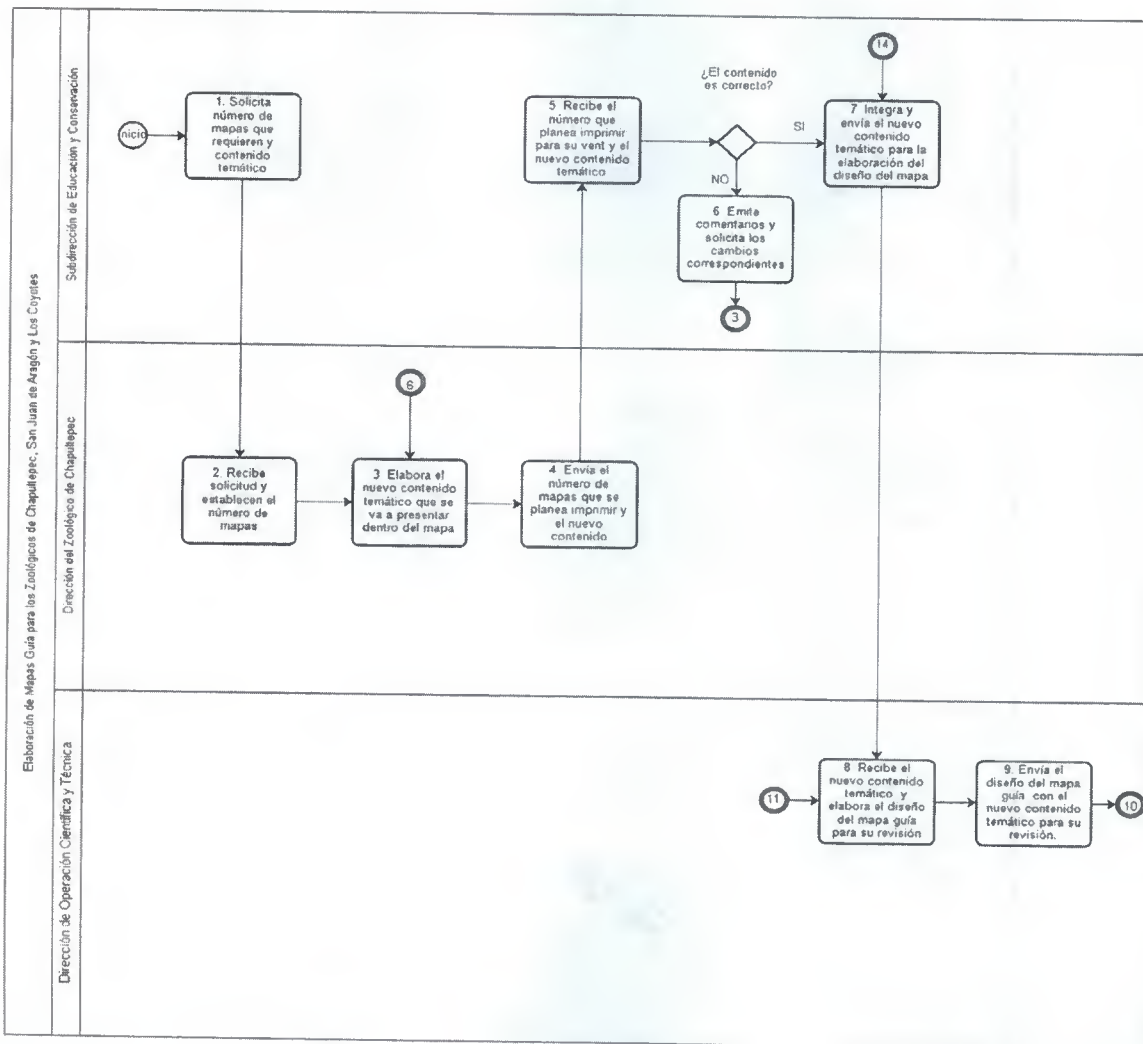 Elaboración de Mapas Guía para los Zoológicos de Chapultepec, San Juan de Aragón y Los Coyotes
Subdirección de Educación y Conservación
nicio
1. Solicita
número de
mapas que
requieren y
contenido
temático
5 Recibe el
número que
planea imprimir
para su vent y el
nuevo contenido
temático
¿El contenido
es correcto?
SI
NO
6 Emite
comentarios y
solicita los
cambios
correspondientes
3
14
7 Integra y
envía el nuevo
contenido
temático para la
elaboración del
diseño del mapa
Dirección del Zoológico de Chapultepec
2. Recibe
solicitud y
establecen el
número de
mapas
6
3 Elabora el
nuevo contenido
temático que se
va a presentar
dentro del mapa
4 Envía el
número de
mapas que se
planea imprimir y
el nuevo
contenido
Dirección de Operación Científica y Técnica
11
8 Recibe el
nuevo contenido
temático y
elabora el diseño
del mapa guía
para su revisión
9. Envía el
diseño del mapa
guía con el
nuevo contenido
temático para su
revisión.
10